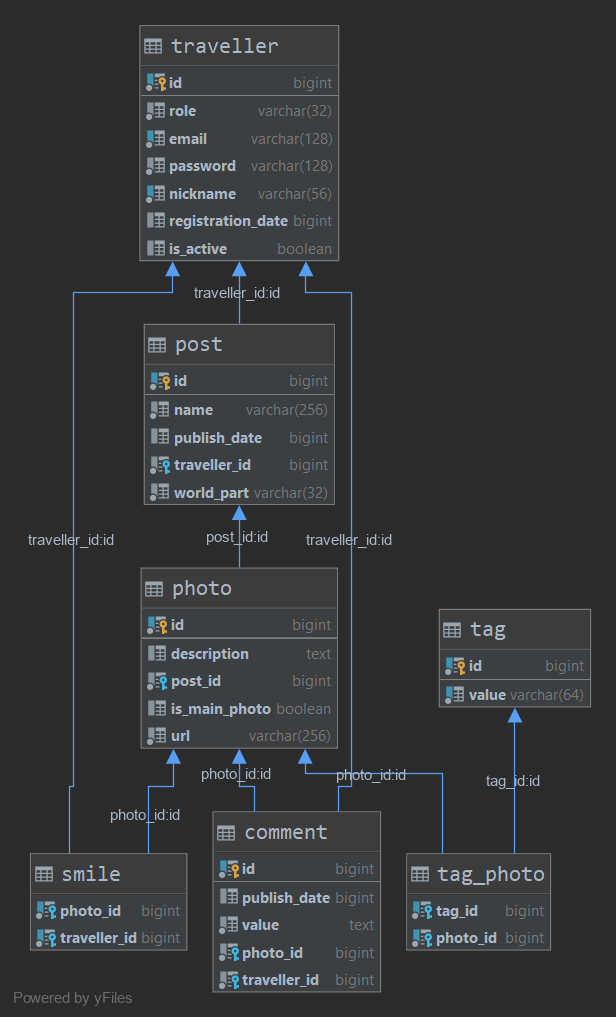 traveller
id bigint
role varchar(32)
email varchar(128)
password varchar(128)
nickname varchar(56)
registration_date bigint
is_active boolean
traveller_id:id
post
id bigint
name varchar(256)
publish_date bigint
traveller_id bigint
world_part varchar(32)
traveller_id:id
post_id:id
traveller_id:id
photo
id bigint
description text
post_id bigint
is_main_photo boolean
url varchar(256)
tag
id bigint
value varchar(64)
photo_id:id
photo_id:id
tag_id:id
photo_id:id
comment
id bigint
publish_date bigint
value text
photo_id bigint
traveller_id bigint
smile
photo_id bigint
traveller_id bigint
tag_photo
tag_id bigint
photo_id bigint
Powered by yFiles